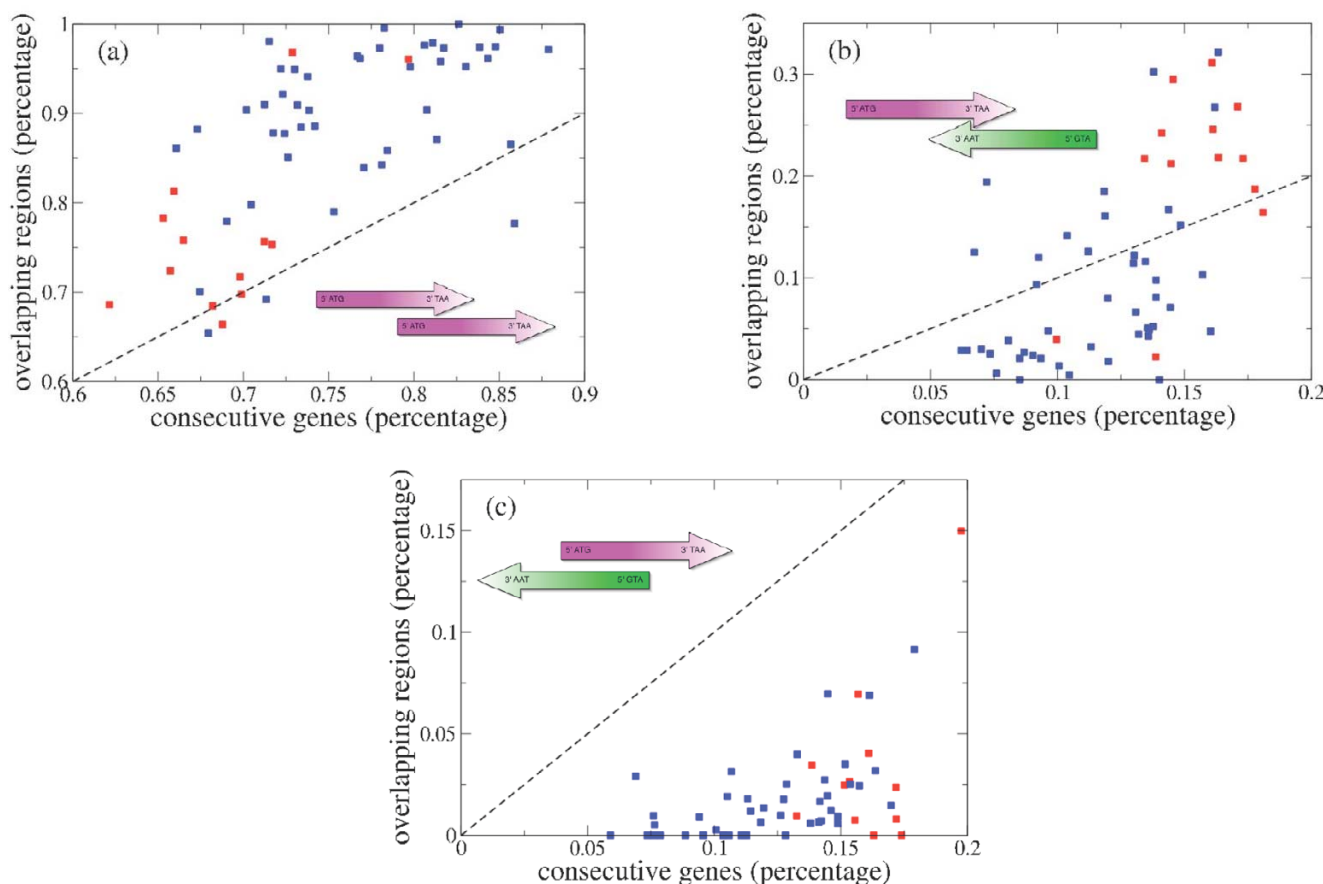 (a)
overlapping regions (percentage)
1
0.9
0.8
0.7
0.6
5' ATG 3' TAA
5' ATG 3' TAA
0.6 0.65 0.7 0.75 0.8 0.85 0.9
consecutive genes (percentage)
(b)
overlapping regions (percentage)
0.3
0.2
0.1
0
5' ATG 3' TAA
3' AAT 5' GTA
0 0.05 0.1 0.15 0.2
consecutive genes (percentage)
(c)
overlapping regions (percentage)
0.15
0.1
0.05
0
5' ATG 3' TAA
3' AAT 5' GTA
0 0.05 0.1 0.15 0.2
consecutive genes (percentage)